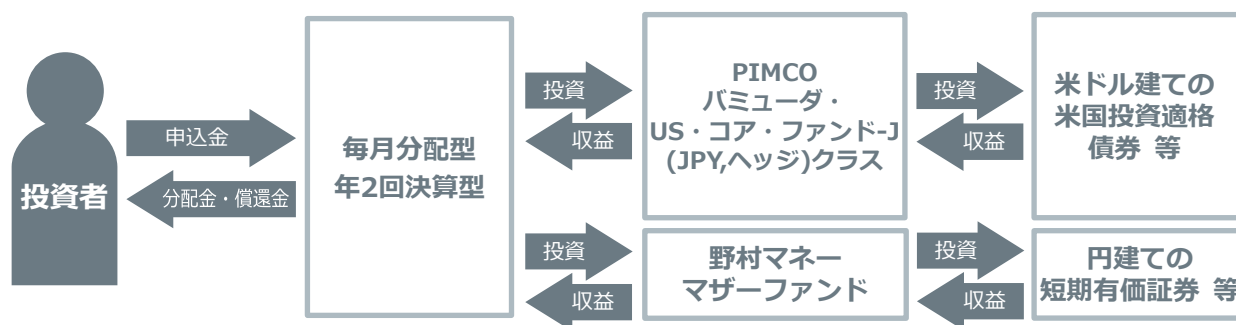 投資者
申込金
分配金・償還金
毎月分配型
年2回決算型
投資
収益
PIMCO
バミューダ・
US・コア・ファンド-J
(JPY,ヘッジ)クラス
投資
収益
米ドル建ての
米国投資適格
債券 等
投資
収益
野村マネー
マザーファンド
投資
収益
円建ての
短期有価証券 等